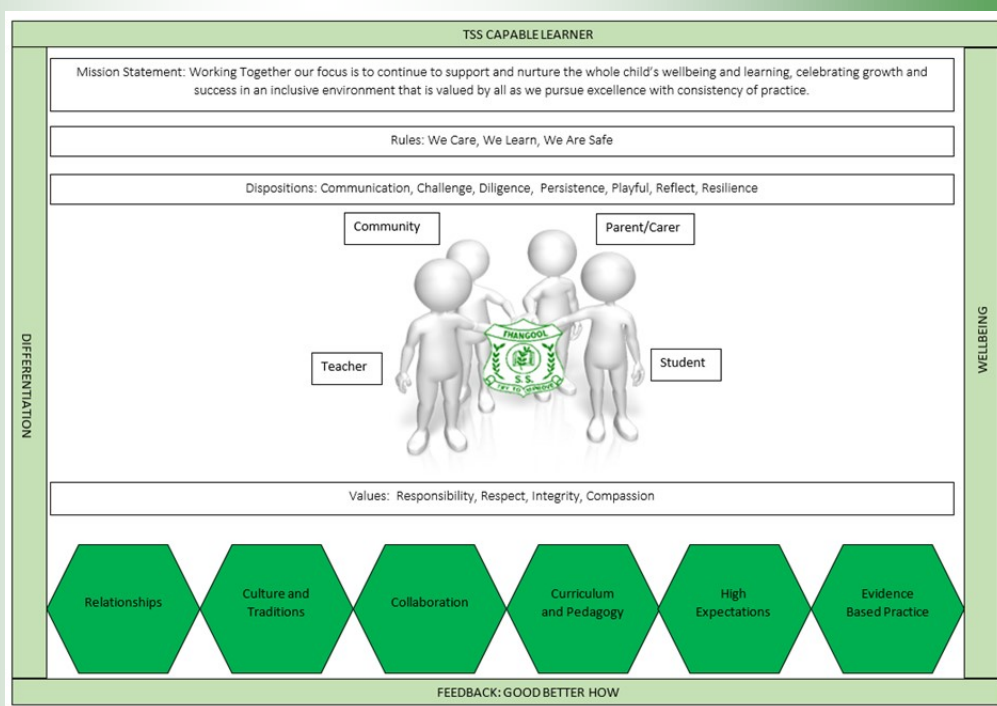 TSS CAPABLE LEARNER
Mission Statement: Working Together our focus is to continue to support and nurture the whole child's wellbeing and learning, celebrating growth and
success in an inclusive environment that is valued by all as we pursue excellence with consistency of practice.
Rules: We Care, We Learn, We Are Safe
Dispositions: Communication, Challenge, Diligence, Persistence, Playful, Reflect, Resilience
Community
Parent/Carer
DIFFERENTIATION
WELLBEING
THANGOOL
S.S.
TRY TO IMPROVE
Teacher
Student
Values: Responsibility, Respect, Integrity, Compassion
Relationships
Culture and
Traditions
Collaboration
Curriculum
and Pedagogy
High
Expectations
Evidence
Based Practice
FEEDBACK: GOOD BETTER HOW